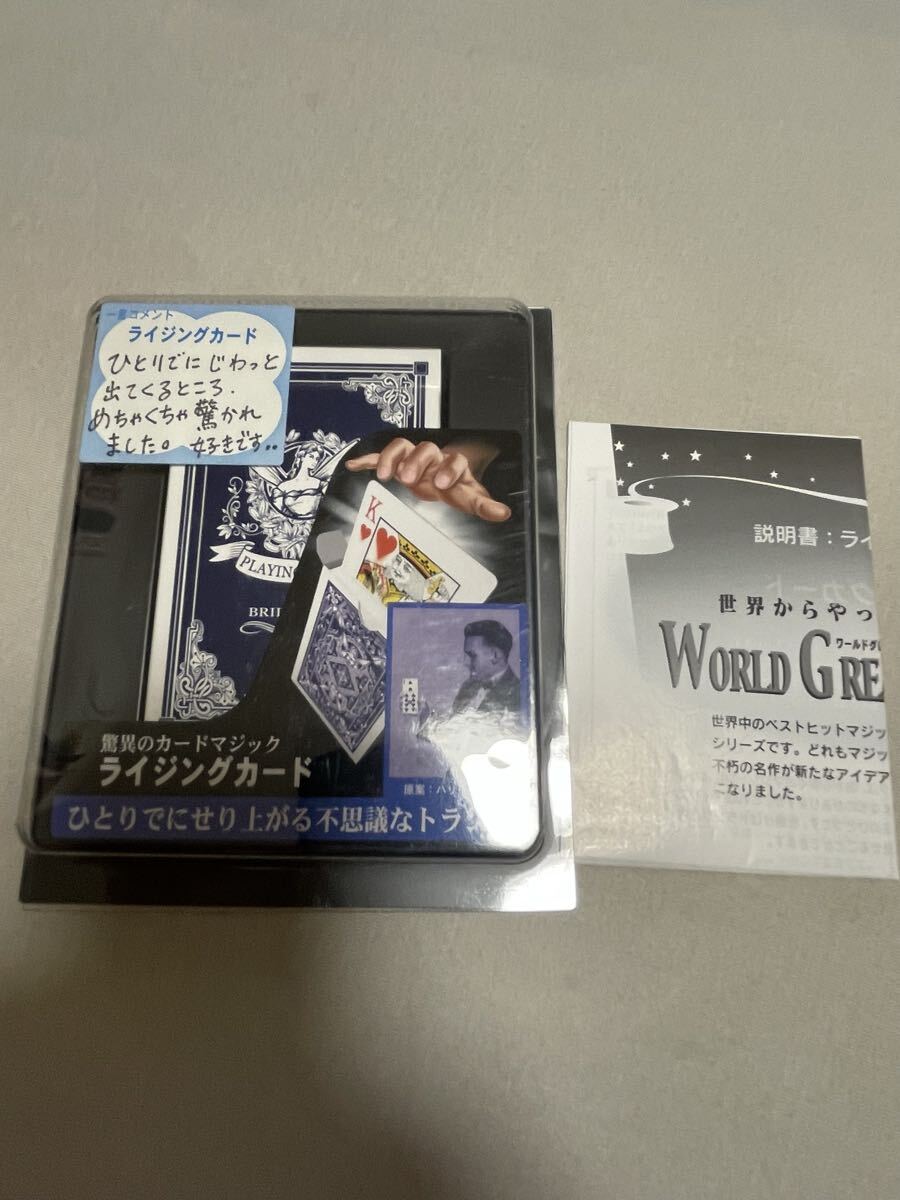 一言コメント
ライジングカード
ひとりでに じわっと
出てくるところ.
めちゃくちゃ驚かれ
ました。好きです..
PLAYIN
BRI
K
驚異のカードマジック
ライジングカード
原案：ハリ
ひとりでにせり上がる不思議なトラン
説明書：ライ
世界からやっ
ワールドグレ
WORLD GRE
世界中のベストヒットマジッ
シリーズです。どれもマジッ
不朽の名作が新たなアイデア
になりました。